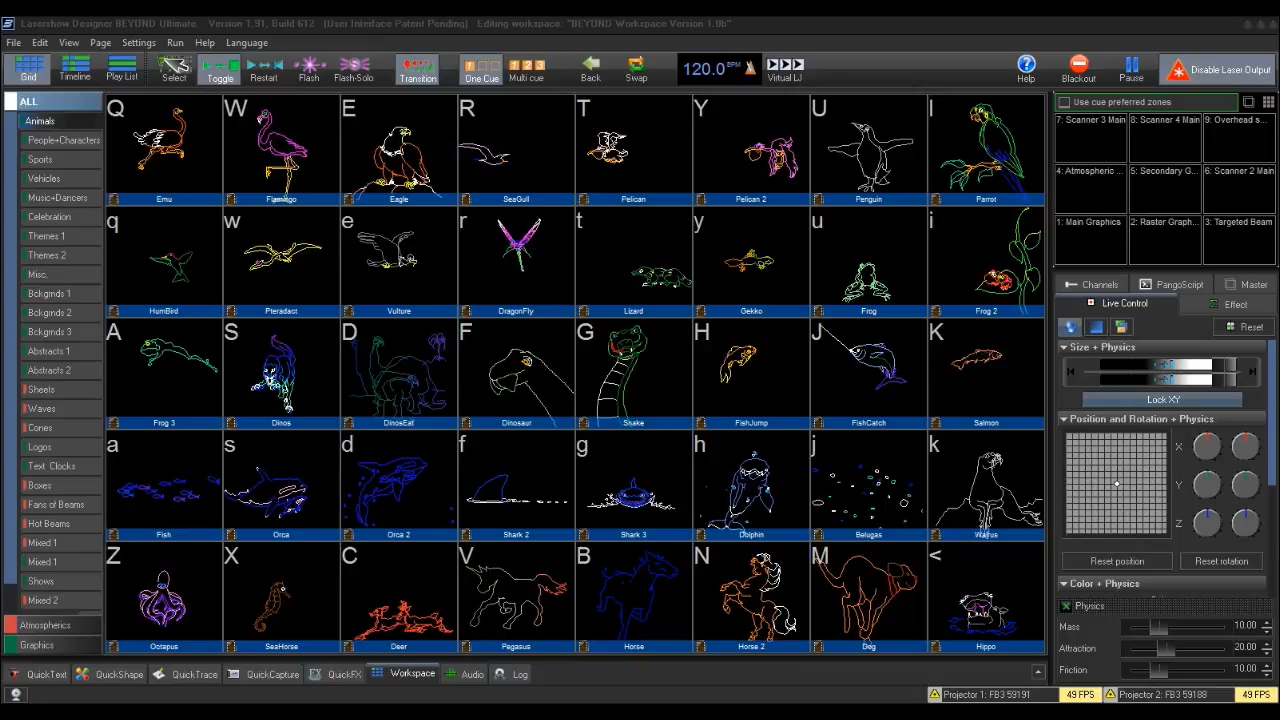 Lasershow Designer BEYOND Ultimate. Version 1.91, Build 612 [User Interface Patent Pending] Editing workspace: "BEYOND Workspace Version 1.0b"
File Edit View Page Settings Run Help Language
Grid Timeline Play List Select Toggle Restart Flash Flash-Solo Transition One Cue Multi cue Back Swap 120.0 BPM Virtual LJ Help Blackout Pause Disable Laser Output
ALL
Animals
People+Characters
Sports
Vehicles
Music+Dancers
Celebration
Themes 1
Themes 2
Misc.
Bckgrnds 1
Bckgrnds 2
Bckgrnds 3
Abstracts 1
Abstracts 2
Sheets
Waves
Cones
Logos
Text Clocks
Boxes
Fans of Beams
Hot Beams
Mixed 1
Mixed 1
Shows
Mixed 2
Atmospherics
Graphics
Q W E R T Y U I
Emu Flamingo Eagle SeaGull Pelican Pelican 2 Penguin Parrot
q w e r t y u i
HumBird Pteradact Vulture DragonFly Lizard Gekko Frog Frog 2
A S D F G H J K
Frog 3 Dinos DinosEat Dinosaur Snake FishJump FishCatch Salmon
a s d f g h j k
Fish Orca Orca 2 Shark 2 Shark 3 Dolphin Belugas Walrus
Z X C V B N M <
Octapus SeaHorse Deer Pegasus Horse Horse 2 Dog Hippo
Use cue preferred zones
7: Scanner 3 Main 8: Scanner 4 Main 9: Overhead s...
4: Atmospheric ... 5: Secondary G... 6: Scanner 2 Main
1: Main Graphics 2: Raster Graph... 3: Targeted Beam
Channels PangoScript Master
Live Control Effect
Reset
Size + Physics
Lock XY
Position and Rotation + Physics
X
Y
Z
Reset position Reset rotation
Color + Physics
Physics
Mass 10.00
Attraction 20.00
Friction 10.00
QuickText QuickShape QuickTrace QuickCapture QuickFX Workspace Audio Log
Projector 1: FB3 59191 49 FPS Projector 2: FB3 59188 49 FPS